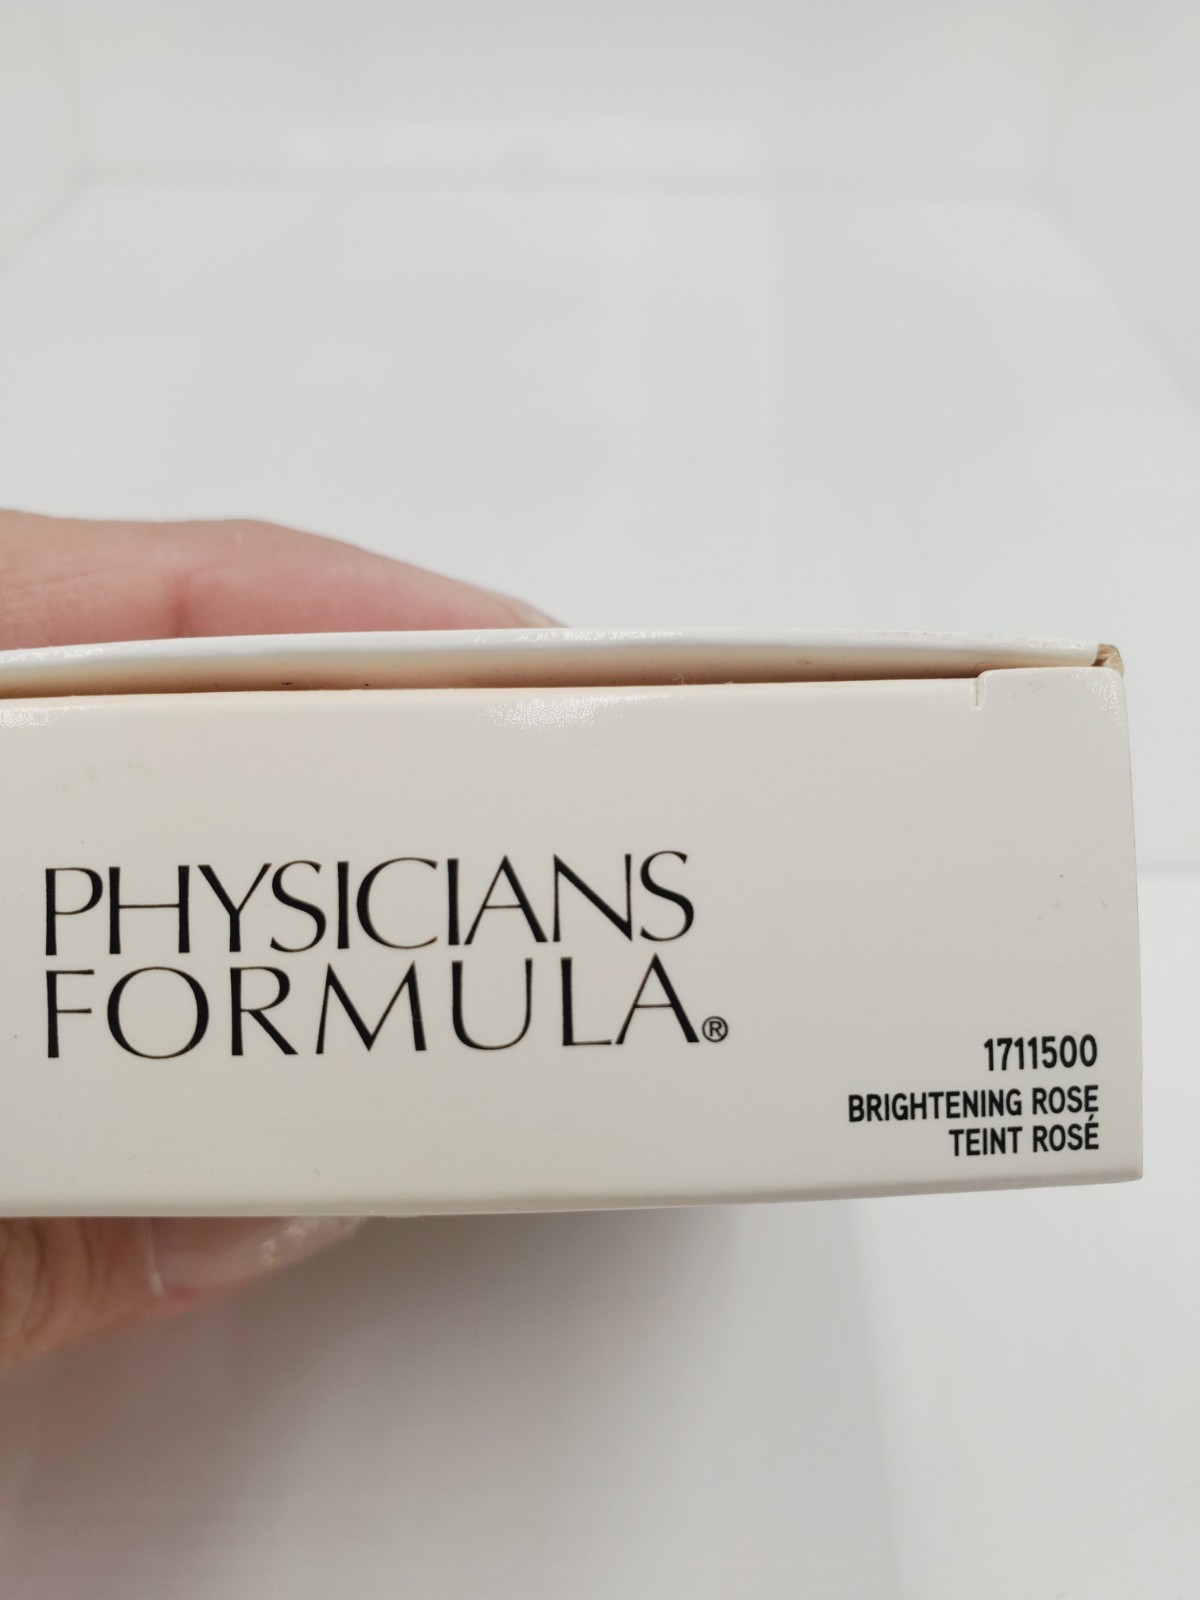 PHYSICIANS
FORMULA®
1711500
BRIGHTENING ROSE
TEINT ROSÉ